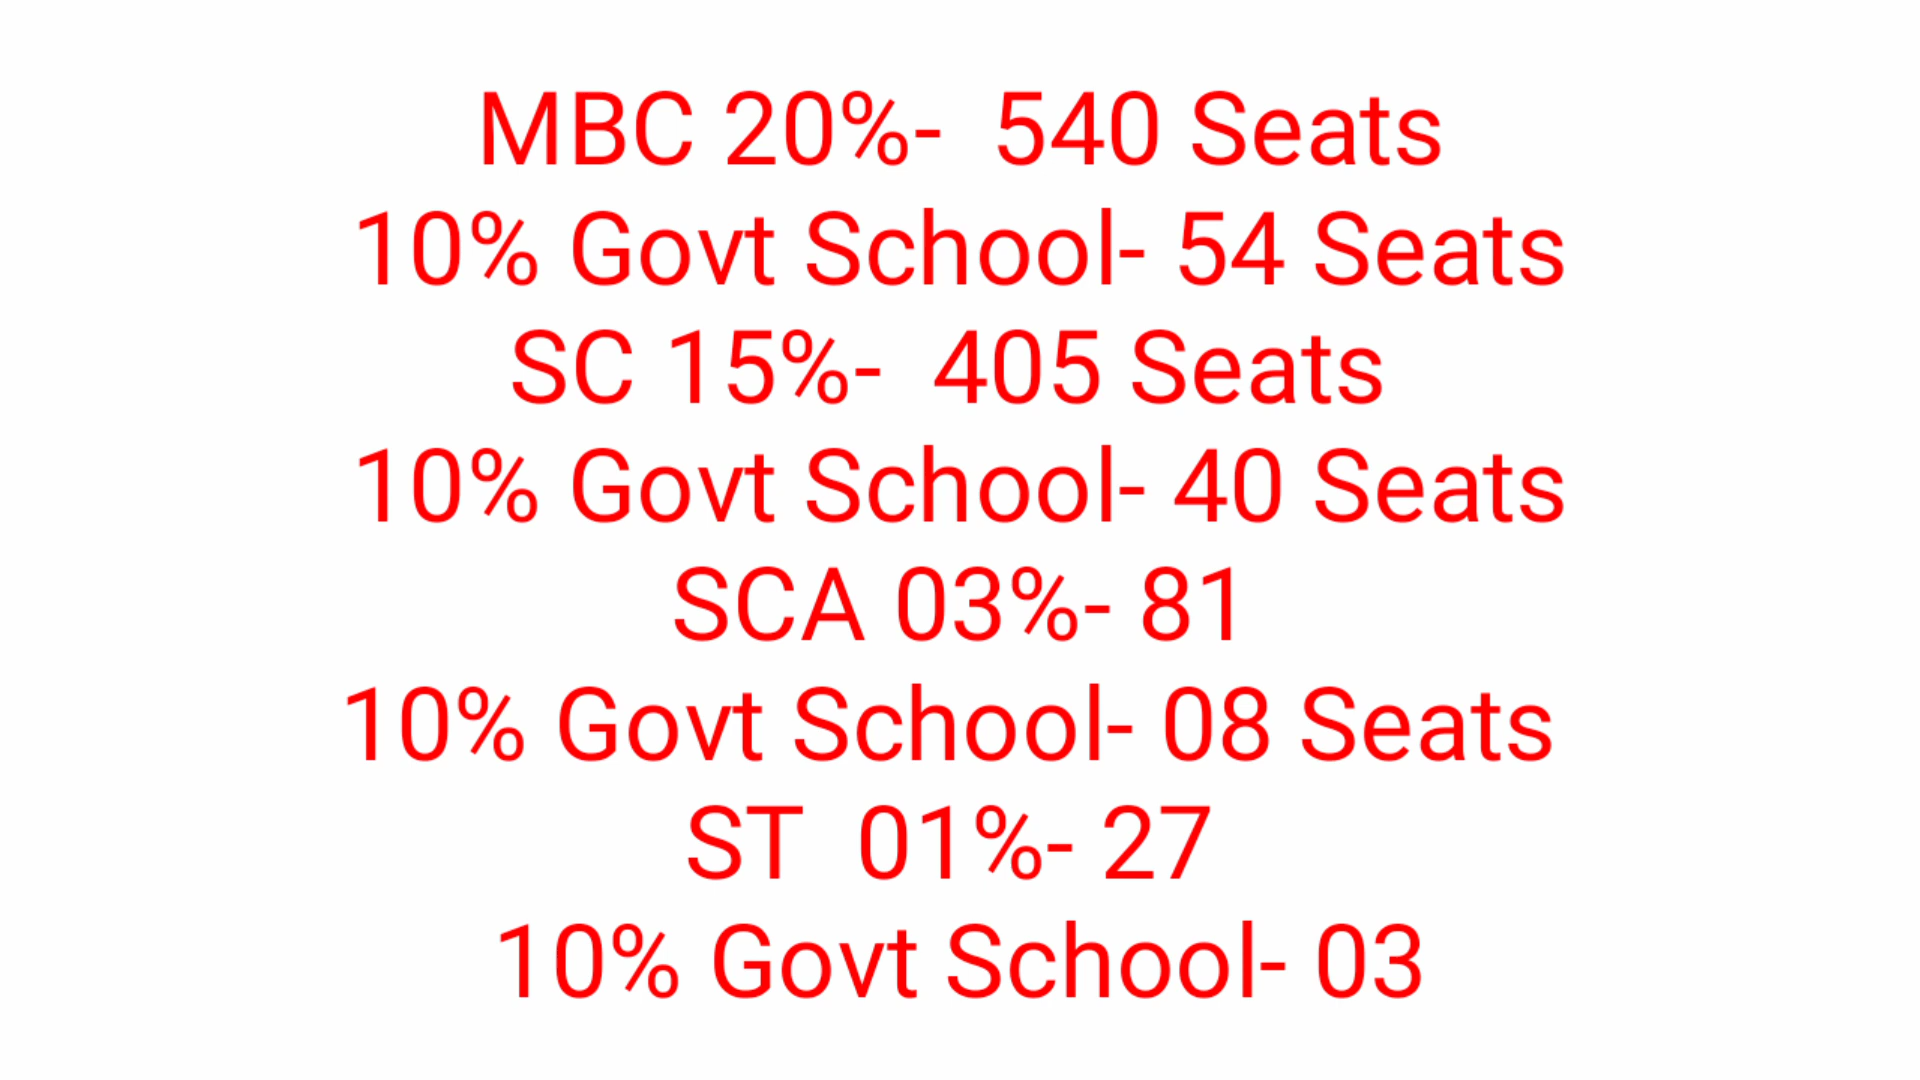 MBC 20%-  540 Seats
10% Govt School- 54 Seats
SC 15%-  405 Seats
10% Govt School- 40 Seats
SCA 03%- 81
10% Govt School- 08 Seats
ST  01%- 27
10% Govt School- 03